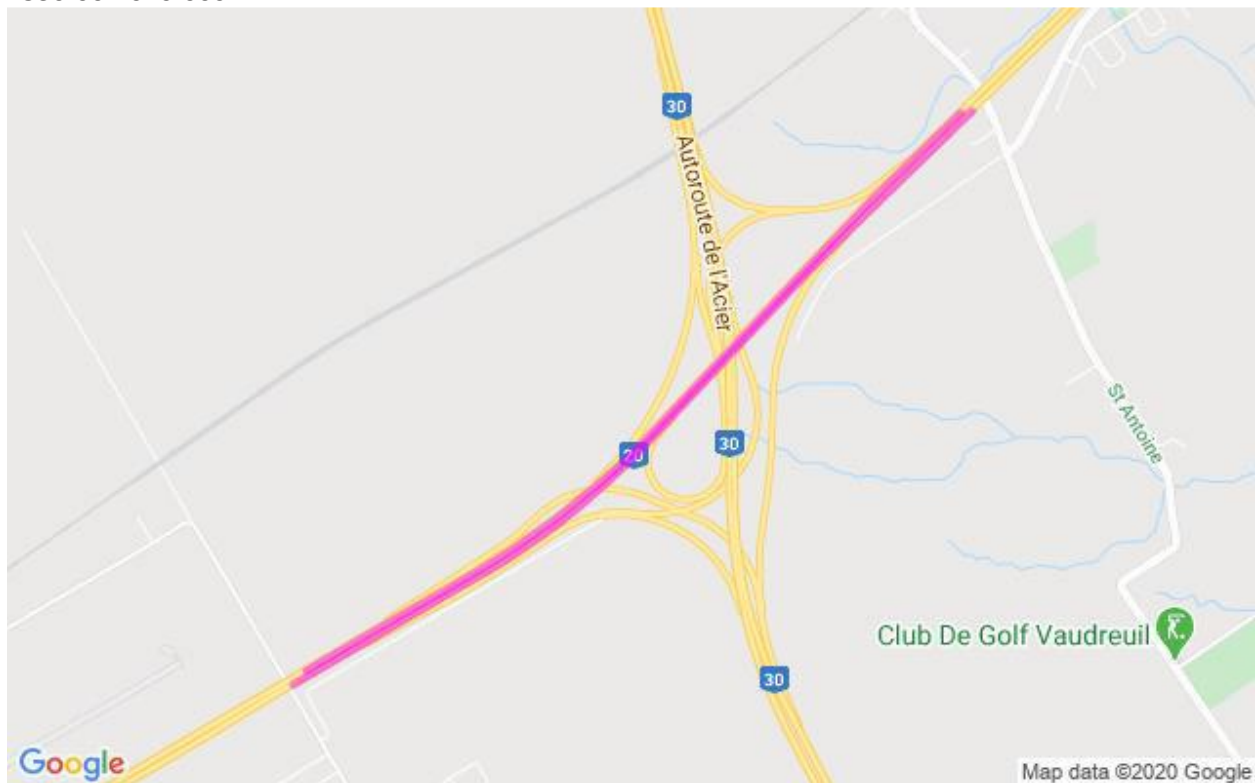 30
Autoroute de l'Acier
20
30
St Antoine
Club De Golf Vaudreuil
30
Google
Map data ©2020 Google